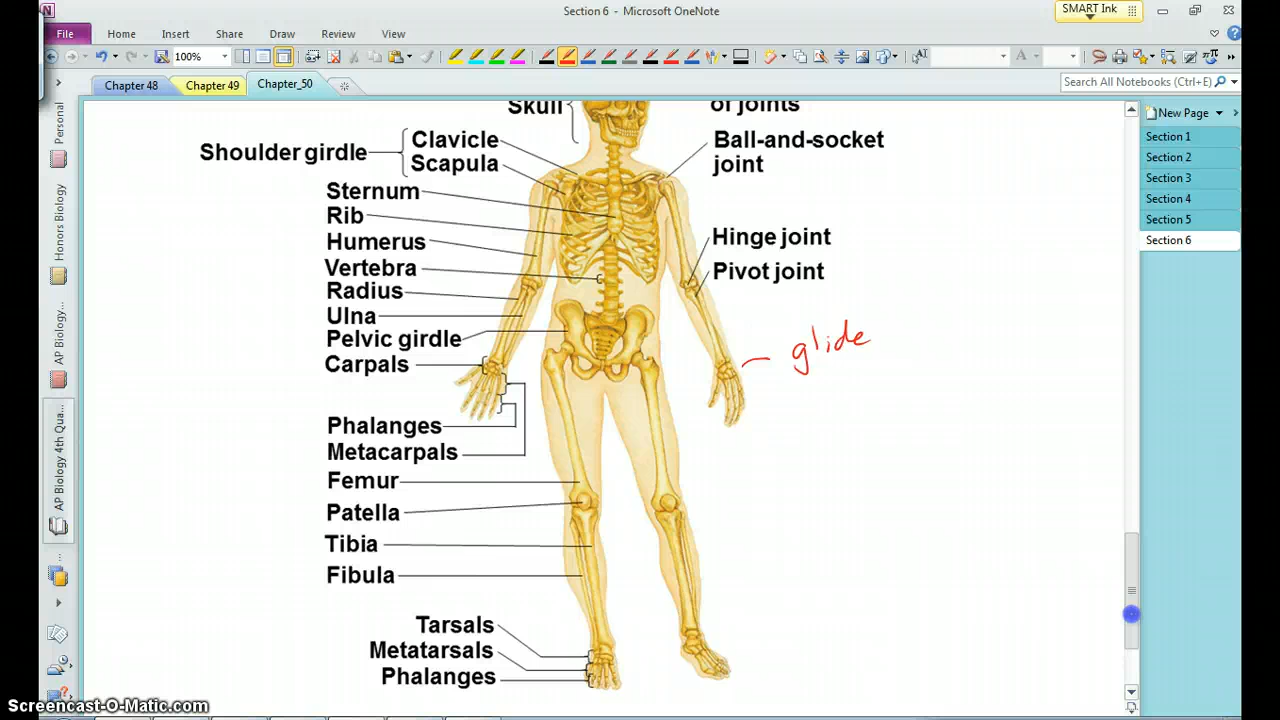 Section 6 - Microsoft OneNote
SMART Ink
File Home Insert Share Draw Review View
100%
Chapter 48 Chapter 49 Chapter_50
Search All Notebooks (Ctrl+E)
New Page
Section 1
Section 2
Section 3
Section 4
Section 5
Section 6
Personal
Honors Biology
AP Biology...
AP Biology 4th Qua...
Skull
of joints
Shoulder girdle
Clavicle
Scapula
Ball-and-socket
joint
Sternum
Rib
Humerus
Vertebra
Radius
Ulna
Pelvic girdle
Carpals
Hinge joint
Pivot joint
glide
Phalanges
Metacarpals
Femur
Patella
Tibia
Fibula
Tarsals
Metatarsals
Phalanges
Screencast-O-Matic.com